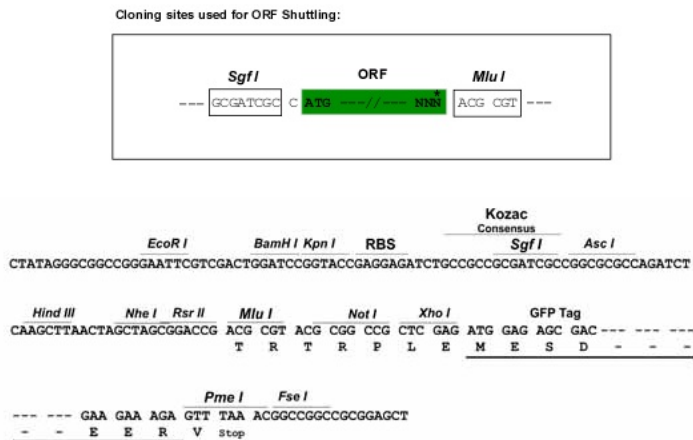 Cloning sites used for ORF Shuttling:
Sgf I ORF Mlu I
--- GCGATCGC C ATG ---//--- NNN* ACG CGT ---
Kozac
Consensus
EcoR I BamH I Kpn I RBS Sgf I Asc I
CTATAGGGCGGCCGGGAATTCGTCGACTGGATCCGGTACCGAGGAGATCTGCCGCCGCGATCGCCGGCGCGCCAGATCT
Hind III Nhe I Rsr II Mlu I Not I Xho I GFP Tag
CAAGCTTAACTAGCTAGCGGACCG ACG CGT ACG CGG CCG CTC GAG ATG GAG AGC GAC--- --- ---
T R T R P L E M E S D - - -
Pme I Fse I
--- --- GAA GAA AGA GTT TAA ACGGCCGGCCGCGGAGCT
- - E E R V Stop